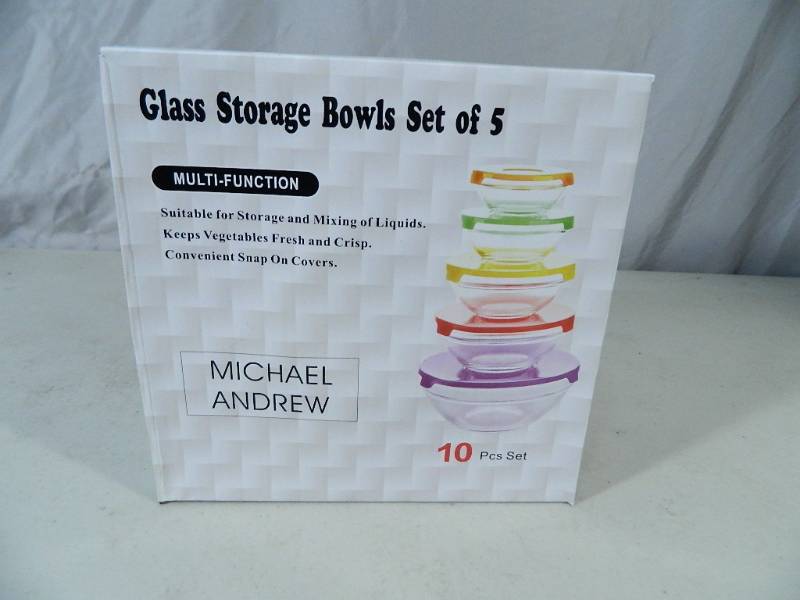 Glass Storage Bowls Set of 5
MULTI-FUNCTION
Suitable for Storage and Mixing of Liquids.
Keeps Vegetables Fresh and Crisp.
Convenient Snap On Covers.
MICHAEL
ANDREW
10 Pcs Set